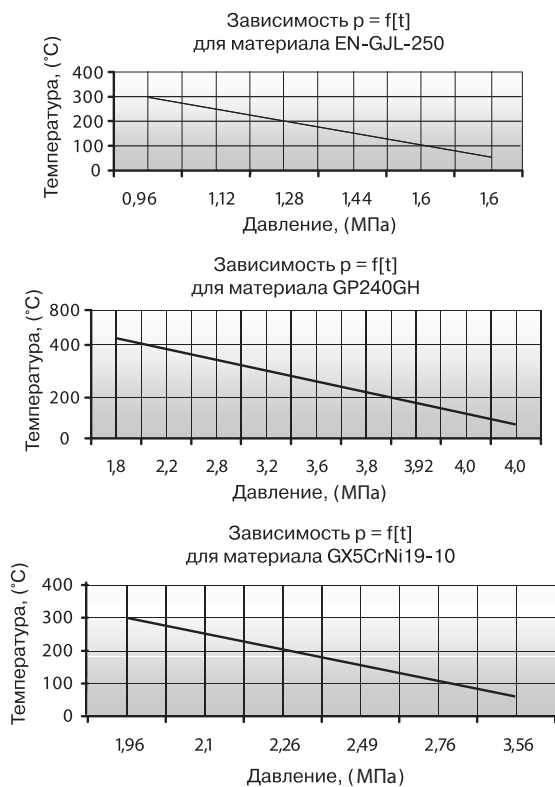 Зависимость p = f[t]
для материала EN-GJL-250
Температура, (°С)
400
300
200
100
0
0,96 1,12 1,28 1,44 1,6 1,6
Давление, (МПа)
Зависимость p = f[t]
для материала GP240GH
Температура, (°С)
800
400
200
0
1,8 2,2 2,8 3,2 3,6 3,8 3,92 4,0 4,0
Давление, (МПа)
Зависимость p = f[t]
для материала GX5CrNi19-10
Температура, (°С)
400
300
200
100
0
1,96 2,1 2,26 2,49 2,76 3,56
Давление, (МПа)